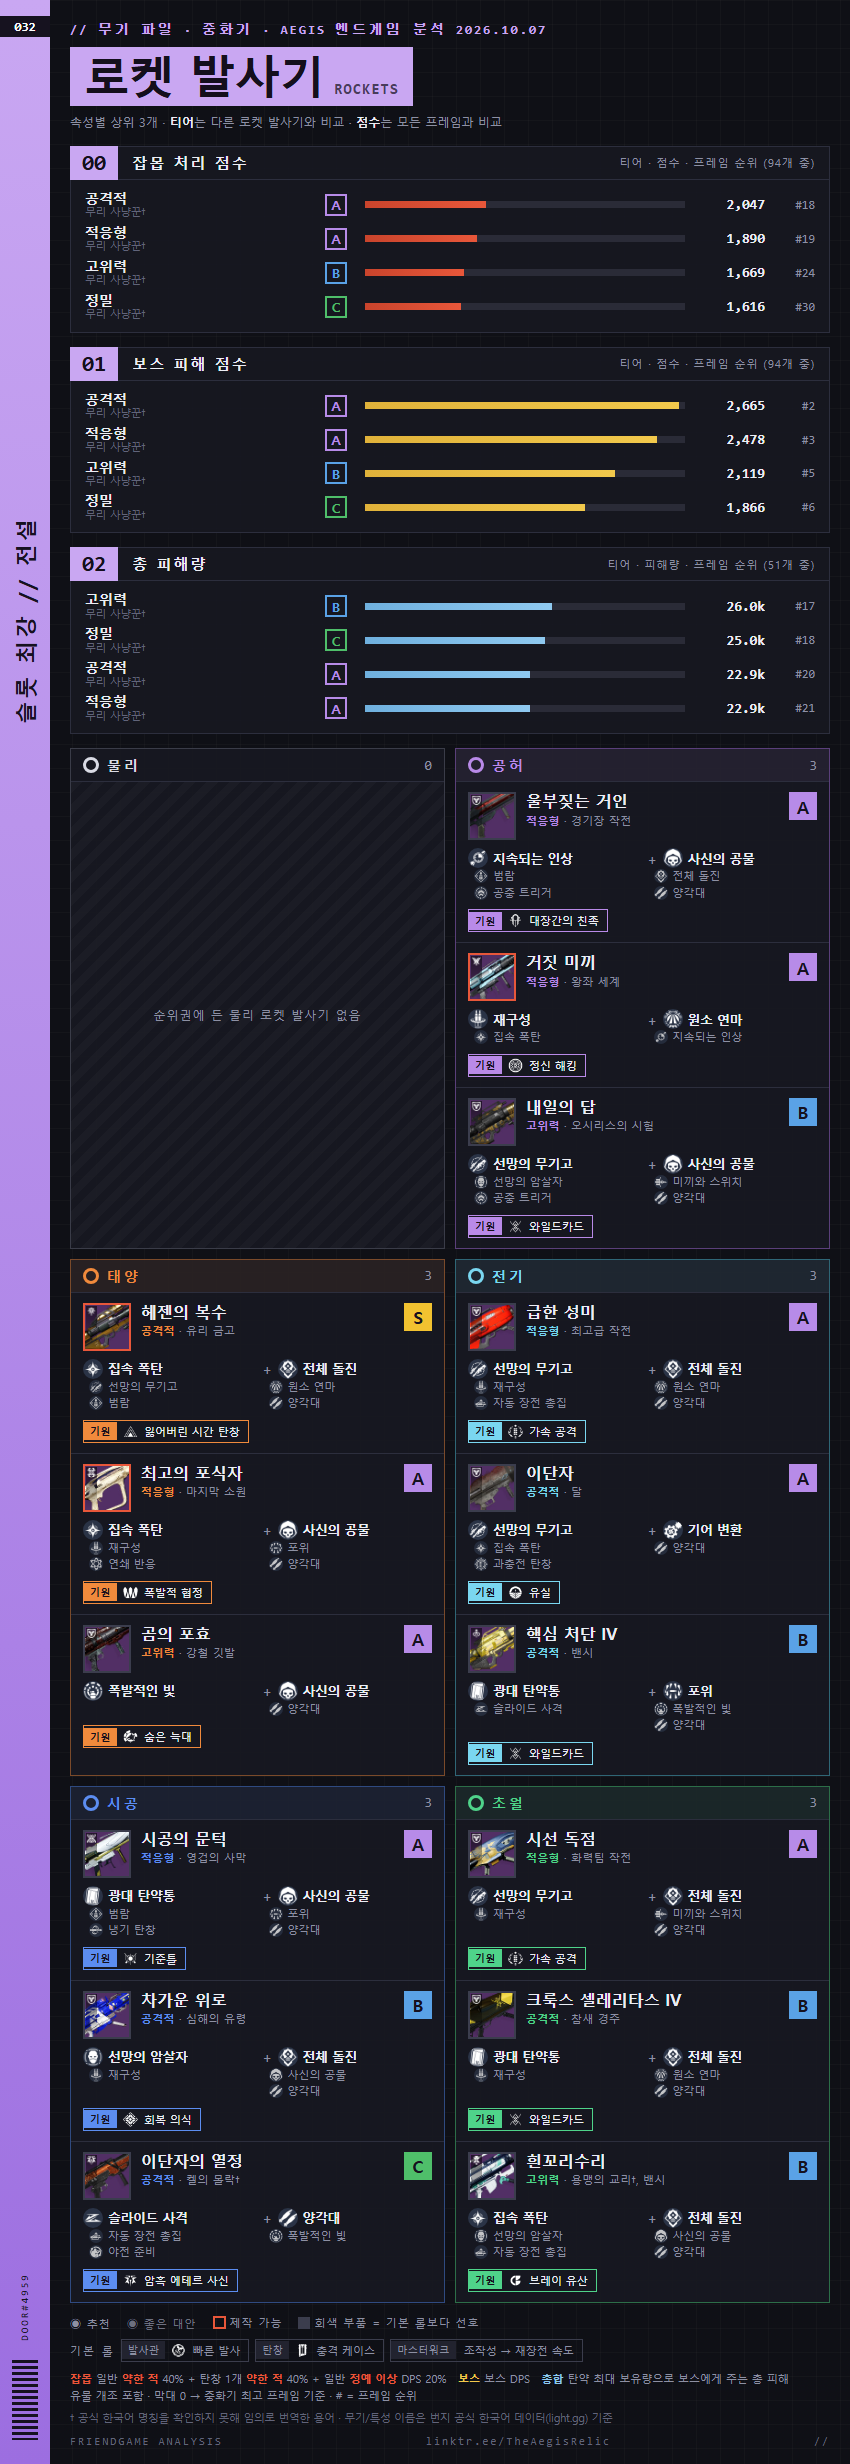 032
// 무기 파일 · 중화기 · AEGIS 엔드게임 분석 2026.10.07
로켓 발사기 ROCKETS
속성별 상위 3개 · 티어는 다른 로켓 발사기와 비교 · 점수는 모든 프레임과 비교
슬롯 최강 // 전설
00 잡몹 처리 점수 티어 · 점수 · 프레임 순위 (94개 중)
공격적
무리 사냥꾼†
A 2,047 #18
적응형
무리 사냥꾼†
A 1,890 #19
고위력
무리 사냥꾼†
B 1,669 #24
정밀
무리 사냥꾼†
C 1,616 #30
01 보스 피해 점수 티어 · 점수 · 프레임 순위 (94개 중)
공격적
무리 사냥꾼†
A 2,665 #2
적응형
무리 사냥꾼†
A 2,478 #3
고위력
무리 사냥꾼†
B 2,119 #5
정밀
무리 사냥꾼†
C 1,866 #6
02 총 피해량 티어 · 피해량 · 프레임 순위 (51개 중)
고위력
무리 사냥꾼†
B 26.0k #17
정밀
무리 사냥꾼†
C 25.0k #18
공격적
무리 사냥꾼†
A 22.9k #20
적응형
무리 사냥꾼†
A 22.9k #21
물리 0
순위권에 든 물리 로켓 발사기 없음
공허 3
울부짖는 거인 A
적응형 · 경기장 작전
지속되는 인상 + 사신의 공물
범람 전체 돌진
공중 트리거 양각대
기원 대장간의 친족
거짓 미끼 A
적응형 · 왕좌 세계
재구성 + 원소 연마
집속 폭탄 지속되는 인상
기원 정신 해킹
내일의 답 B
고위력 · 오시리스의 시험
선망의 무기고 + 사신의 공물
선망의 암살자 미끼와 스위치
공중 트리거 양각대
기원 와일드카드
태양 3
헤젠의 복수 S
공격적 · 유리 금고
집속 폭탄 + 전체 돌진
선망의 무기고 원소 연마
범람 양각대
기원 잃어버린 시간 탄창
최고의 포식자 A
적응형 · 마지막 소원
집속 폭탄 + 사신의 공물
재구성 포위
연쇄 반응 양각대
기원 폭발적 협정
곰의 포효 A
고위력 · 강철 깃발
폭발적인 빛 + 사신의 공물
양각대
기원 숨은 늑대
전기 3
급한 성미 A
적응형 · 최고급 작전
선망의 무기고 + 전체 돌진
재구성 원소 연마
자동 장전 총집 양각대
기원 가속 공격
이단자 A
공격적 · 달
선망의 무기고 + 기어 변환
집속 폭탄 양각대
과충전 탄창
기원 유실
핵심 처단 IV B
공격적 · 밴시
광대 탄약통 + 포위
슬라이드 사격 폭발적인 빛
양각대
기원 와일드카드
시공 3
시공의 문턱 A
적응형 · 영겁의 사막
광대 탄약통 + 사신의 공물
범람 포위
냉기 탄창 양각대
기원 기준틀
차가운 위로 B
공격적 · 심해의 유령
선망의 암살자 + 전체 돌진
재구성 사신의 공물
양각대
기원 회복 의식
이단자의 열정 C
공격적 · 켈의 몰락†
슬라이드 사격 + 양각대
자동 장전 총집 폭발적인 빛
야전 준비
기원 암흑 에테르 사신
초월 3
시선 독점 A
적응형 · 화력팀 작전
선망의 무기고 + 전체 돌진
재구성 미끼와 스위치
양각대
기원 가속 공격
크룩스 셀레리타스 IV B
공격적 · 참새 경주
광대 탄약통 + 전체 돌진
재구성 원소 연마
양각대
기원 와일드카드
흰꼬리수리 B
고위력 · 용맹의 교리†, 밴시
집속 폭탄 + 전체 돌진
선망의 암살자 사신의 공물
자동 장전 총집 양각대
기원 브레이 유산
DOOR#4959
추천 좋은 대안 제작 가능 회색 부품 = 기본 롤보다 선호
기본 롤 발사관 빠른 발사 탄창 충격 케이스 마스터워크 조작성 → 재장전 속도
잡몹 일반 약한 적 40% + 탄창 1개 약한 적 40% + 일반 정예 이상 DPS 20% 보스 보스 DPS 총합 탄약 최대 보유량으로 보스에게 주는 총 피해
유물 개조 포함 · 막대 0 → 중화기 최고 프레임 기준 · # = 프레임 순위
† 공식 한국어 명칭을 확인하지 못해 임의로 번역한 용어 · 무기/특성 이름은 번지 공식 한국어 데이터(light.gg) 기준
FRIENDGAME ANALYSIS linktr.ee/TheAegisRelic //